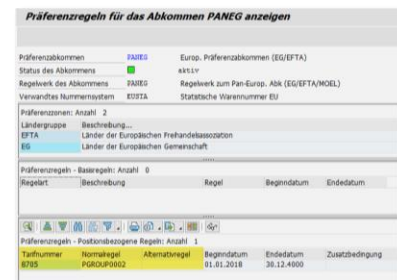 Präferenzregeln für das Abkommen PANEG anzeigen
Präferenzabkommen PANEG Europ. Präferenzabkommen (EG/EFTA)
Status des Abkommens aktiv
Regelwerk des Abkommens PANEG Regelwerk zum Pan-Europ. Abk (EG/EFTA/MOEL)
Verwandtes Nummernsystem EUSTA Statistische Warennummer EU
Präferenzzonen: Anzahl 2
Ländergruppe Beschreibung...
EFTA Länder der Europäischen Freihandelsassoziation
EG Länder der Europäischen Gemeinschaft
Präferenzregeln - Basisregeln: Anzahl 0
Regelart Beschreibung Regel Beginndatum Endedatum
Präferenzregeln - Positionsbezogene Regeln: Anzahl 1
Tarifnummer Normalregel Alternativregel Beginndatum Endedatum Zusatzbedingung
8705 PGROUP0002 01.01.2018 30.12.4000